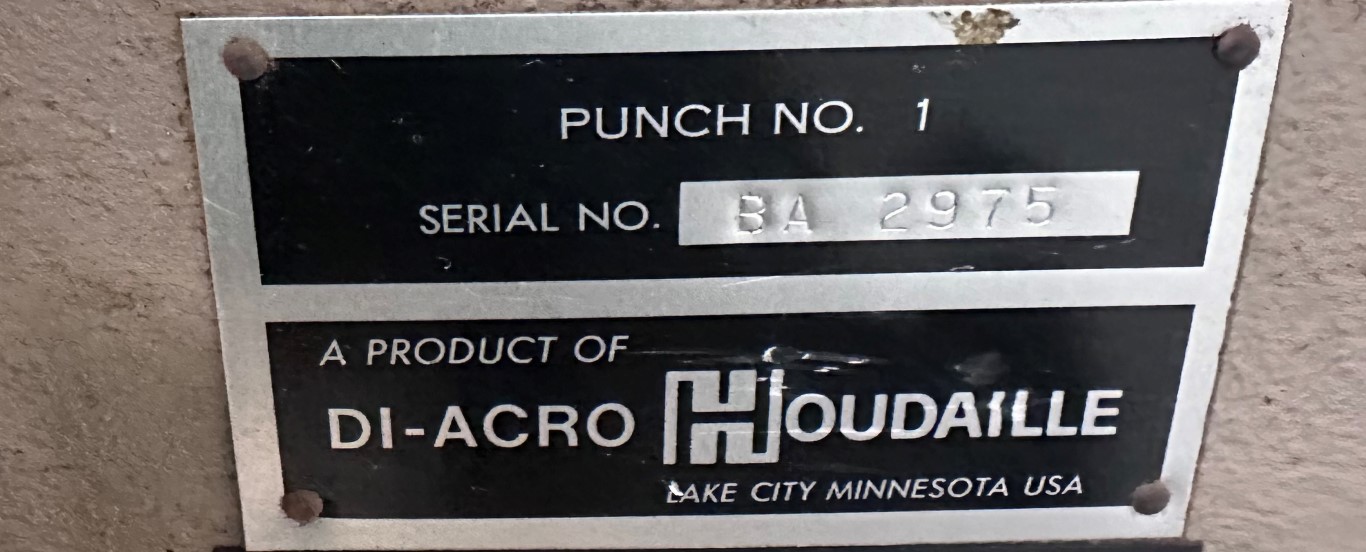 PUNCH NO. 1
SERIAL NO. BA 2975
A PRODUCT OF
DI-ACRO HOUDAILLE
LAKE CITY MINNESOTA USA